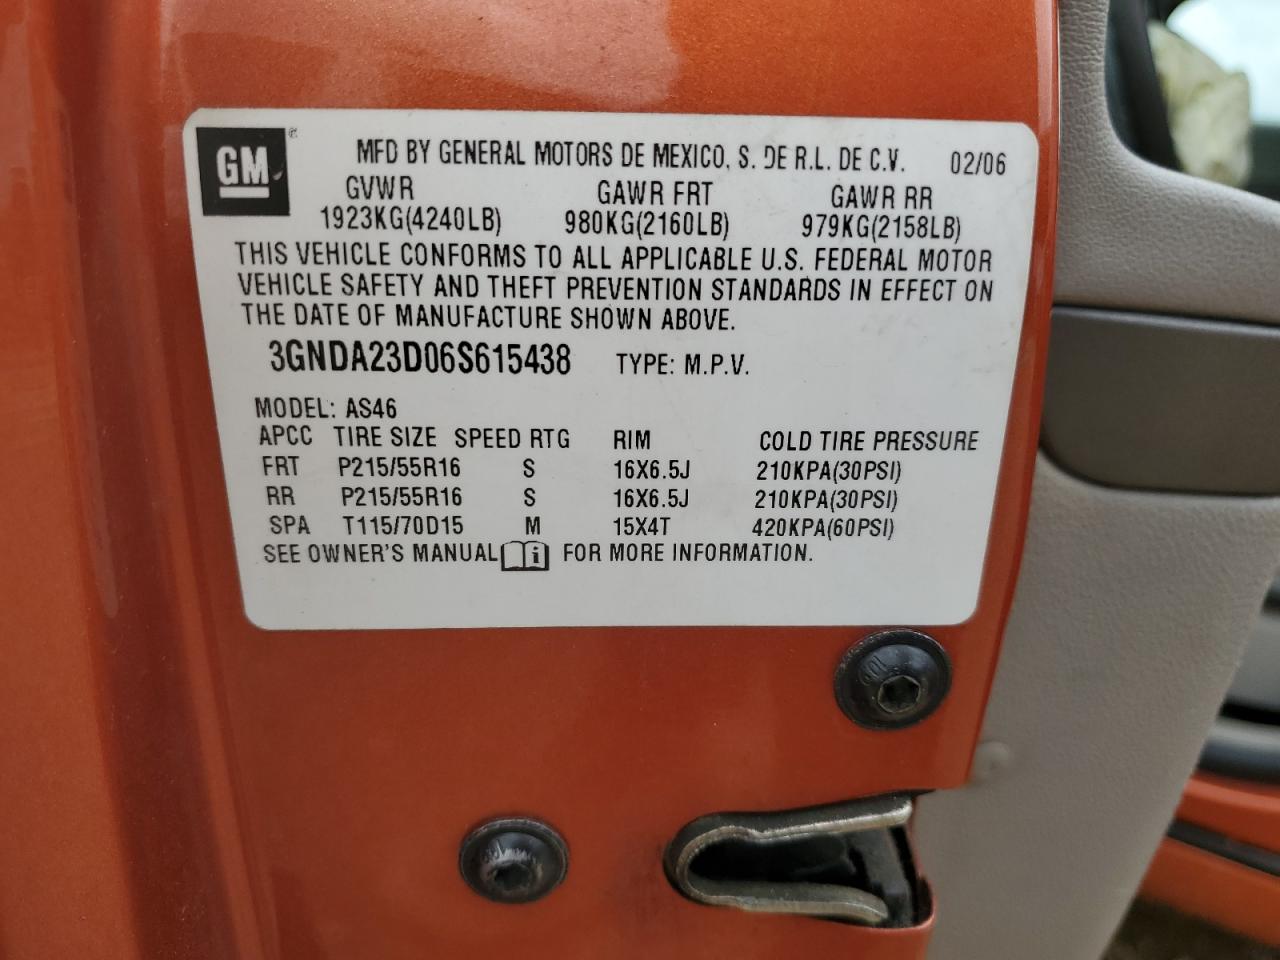 GM®
MFD BY GENERAL MOTORS DE MEXICO, S. DE R.L. DE C.V. 02/06
GVWR GAWR FRT GAWR RR
1923KG(4240LB) 980KG(2160LB) 979KG(2158LB)
THIS VEHICLE CONFORMS TO ALL APPLICABLE U.S. FEDERAL MOTOR
VEHICLE SAFETY AND THEFT PREVENTION STANDARDS IN EFFECT ON
THE DATE OF MANUFACTURE SHOWN ABOVE.
3GNDA23D06S615438 TYPE: M.P.V.
MODEL: AS46
APCC TIRE SIZE SPEED RTG RIM COLD TIRE PRESSURE
FRT P215/55R16 S 16X6.5J 210KPA(30PSI)
RR P215/55R16 S 16X6.5J 210KPA(30PSI)
SPA T115/70D15 M 15X4T 420KPA(60PSI)
SEE OWNER'S MANUAL i FOR MORE INFORMATION.